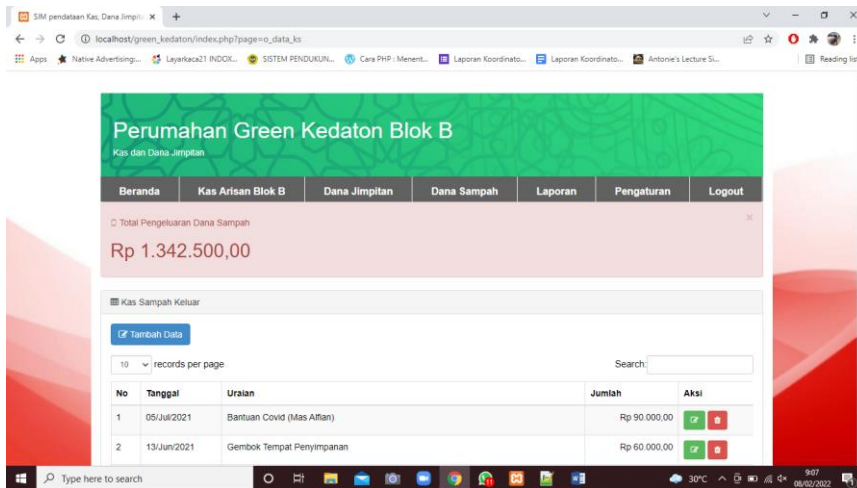 SIM pendataan Kas, Dana Jimpit
localhost/green_kedaton/index.php?page=o_data_ks
Apps Native Advertising:... Layarkaca21 INDOX... SISTEM PENDUKUN... Cara PHP : Menent... Laporan Koordinato... Laporan Koordinato... Antonie's Lecture Si... Reading list
Perumahan Green Kedaton Blok B
Kas dan Dana Jimpitan
Beranda Kas Arisan Blok B Dana Jimpitan Dana Sampah Laporan Pengaturan Logout
Total Pengeluaran Dana Sampah
Rp 1.342.500,00
Kas Sampah Keluar
Tambah Data
10 records per page Search:
No Tanggal Uraian Jumlah Aksi
1 05/Jul/2021 Bantuan Covid (Mas Alfian) Rp 90.000,00
2 13/Jun/2021 Gembok Tempat Penyimpanan Rp 60.000,00
Type here to search 30°C 9:07
08/02/2022